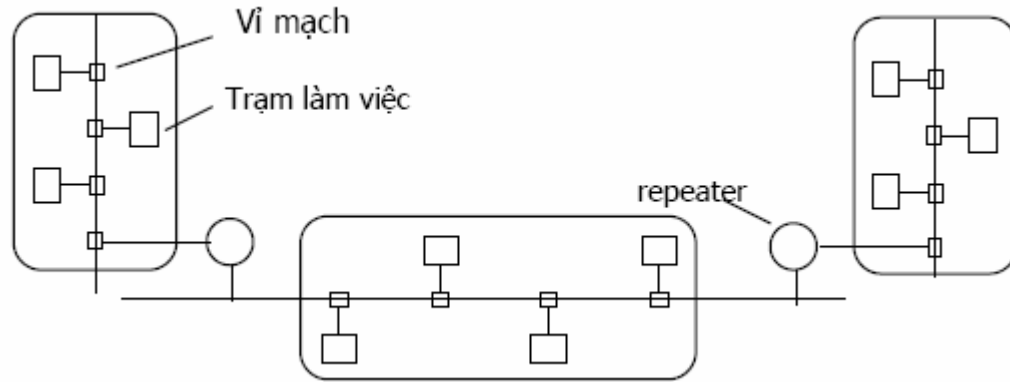 Vỉ mạch
Trạm làm việc
repeater